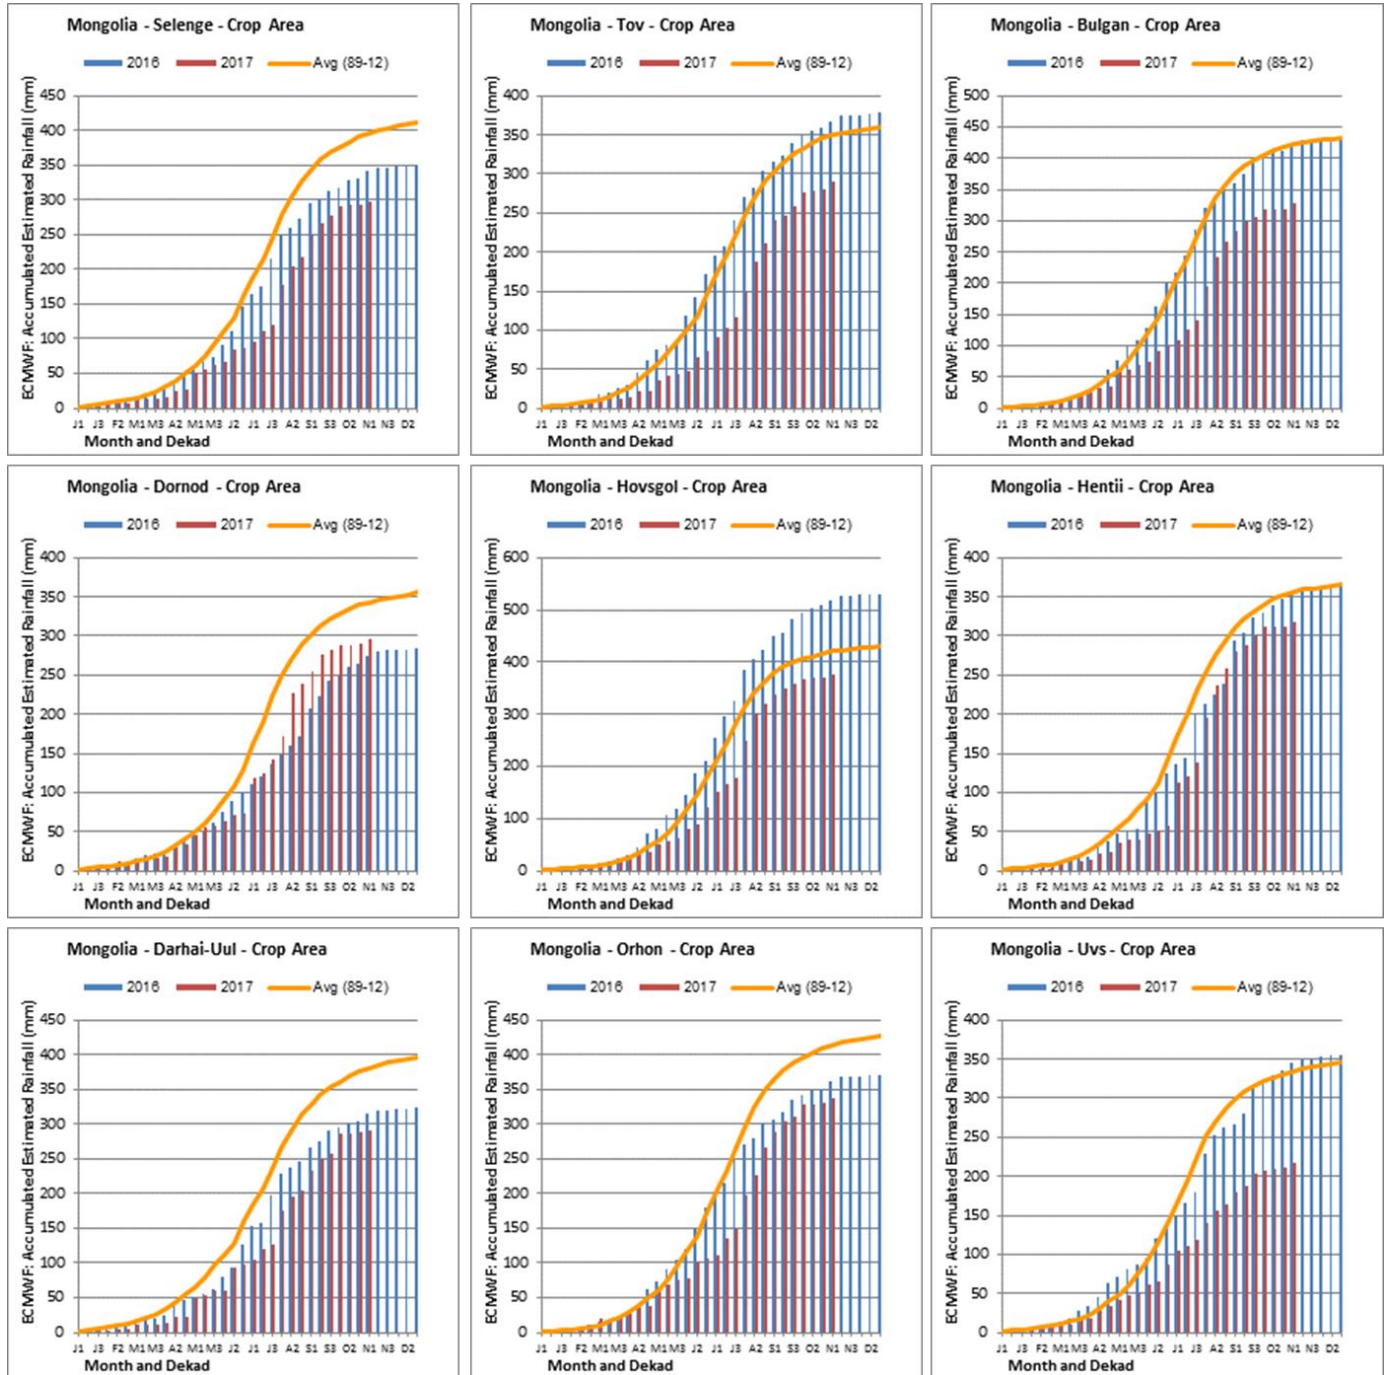 Mongolia - Selenge - Crop Area
2016 2017 Avg (89-12)
ECMWF: Accumulated Estimated Rainfall (mm)
450
400
350
300
250
200
150
100
50
0
J1 J3 F2 M1 M3 A2 M1 M3 J2 J1 J3 A2 S1 S3 O2 N1 N3 D2
Month and Dekad
Mongolia - Tov - Crop Area
2016 2017 Avg (89-12)
ECMWF: Accumulated Estimated Rainfall (mm)
400
350
300
250
200
150
100
50
0
J1 J3 F2 M1 M3 A2 M1 M3 J2 J1 J3 A2 S1 S3 O2 N1 N3 D2
Month and Dekad
Mongolia - Bulgan - Crop Area
2016 2017 Avg (89-12)
ECMWF: Accumulated Estimated Rainfall (mm)
500
450
400
350
300
250
200
150
100
50
0
J1 J3 F2 M1 M3 A2 M1 M3 J2 J1 J3 A2 S1 S3 O2 N1 N3 D2
Month and Dekad
Mongolia - Dornod - Crop Area
2016 2017 Avg (89-12)
ECMWF: Accumulated Estimated Rainfall (mm)
400
350
300
250
200
150
100
50
0
J1 J3 F2 M1 M3 A2 M1 M3 J2 J1 J3 A2 S1 S3 O2 N1 N3 D2
Month and Dekad
Mongolia - Hovsgol - Crop Area
2016 2017 Avg (89-12)
ECMWF: Accumulated Estimated Rainfall (mm)
600
500
400
300
200
100
0
J1 J3 F2 M1 M3 A2 M1 M3 J2 J1 J3 A2 S1 S3 O2 N1 N3 D2
Month and Dekad
Mongolia - Hentii - Crop Area
2016 2017 Avg (89-12)
ECMWF: Accumulated Estimated Rainfall (mm)
400
350
300
250
200
150
100
50
0
J1 J3 F2 M1 M3 A2 M1 M3 J2 J1 J3 A2 S1 S3 O2 N1 N3 D2
Month and Dekad
Mongolia - Darhai-Uul - Crop Area
2016 2017 Avg (89-12)
ECMWF: Accumulated Estimated Rainfall (mm)
450
400
350
300
250
200
150
100
50
0
J1 J3 F2 M1 M3 A2 M1 M3 J2 J1 J3 A2 S1 S3 O2 N1 N3 D2
Month and Dekad
Mongolia - Orhon - Crop Area
2016 2017 Avg (89-12)
ECMWF: Accumulated Estimated Rainfall (mm)
450
400
350
300
250
200
150
100
50
0
J1 J3 F2 M1 M3 A2 M1 M3 J2 J1 J3 A2 S1 S3 O2 N1 N3 D2
Month and Dekad
Mongolia - Uvs - Crop Area
2016 2017 Avg (89-12)
ECMWF: Accumulated Estimated Rainfall (mm)
400
350
300
250
200
150
100
50
0
J1 J3 F2 M1 M3 A2 M1 M3 J2 J1 J3 A2 S1 S3 O2 N1 N3 D2
Month and Dekad